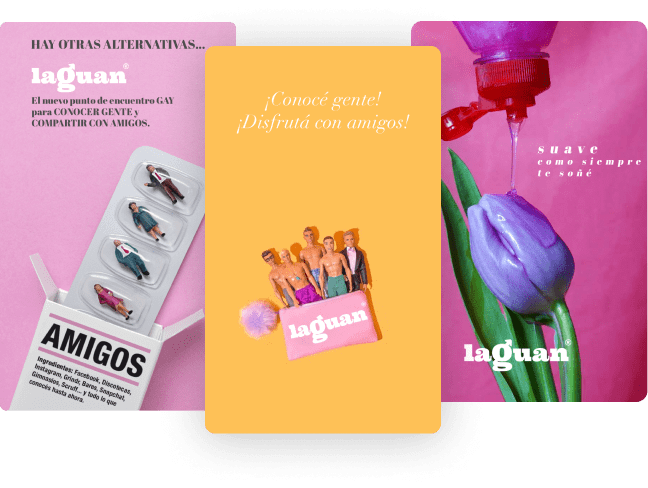 HAY OTRAS ALTERNATIVAS...
laguan®
El nuevo punto de encuentro GAY
para CONOCER GENTE y
COMPARTIR CON AMIGOS.
AMIGOS
Ingredientes: Facebook, Discotecas,
Instagram, Grindr, Bares, Snapchat,
Gimnasios, Scruff... y todo lo que
conocés hasta ahora.
¡Conocé gente!
¡Disfrutá con amigos!
laguan
suave
como siempre
te soñé
laguan®